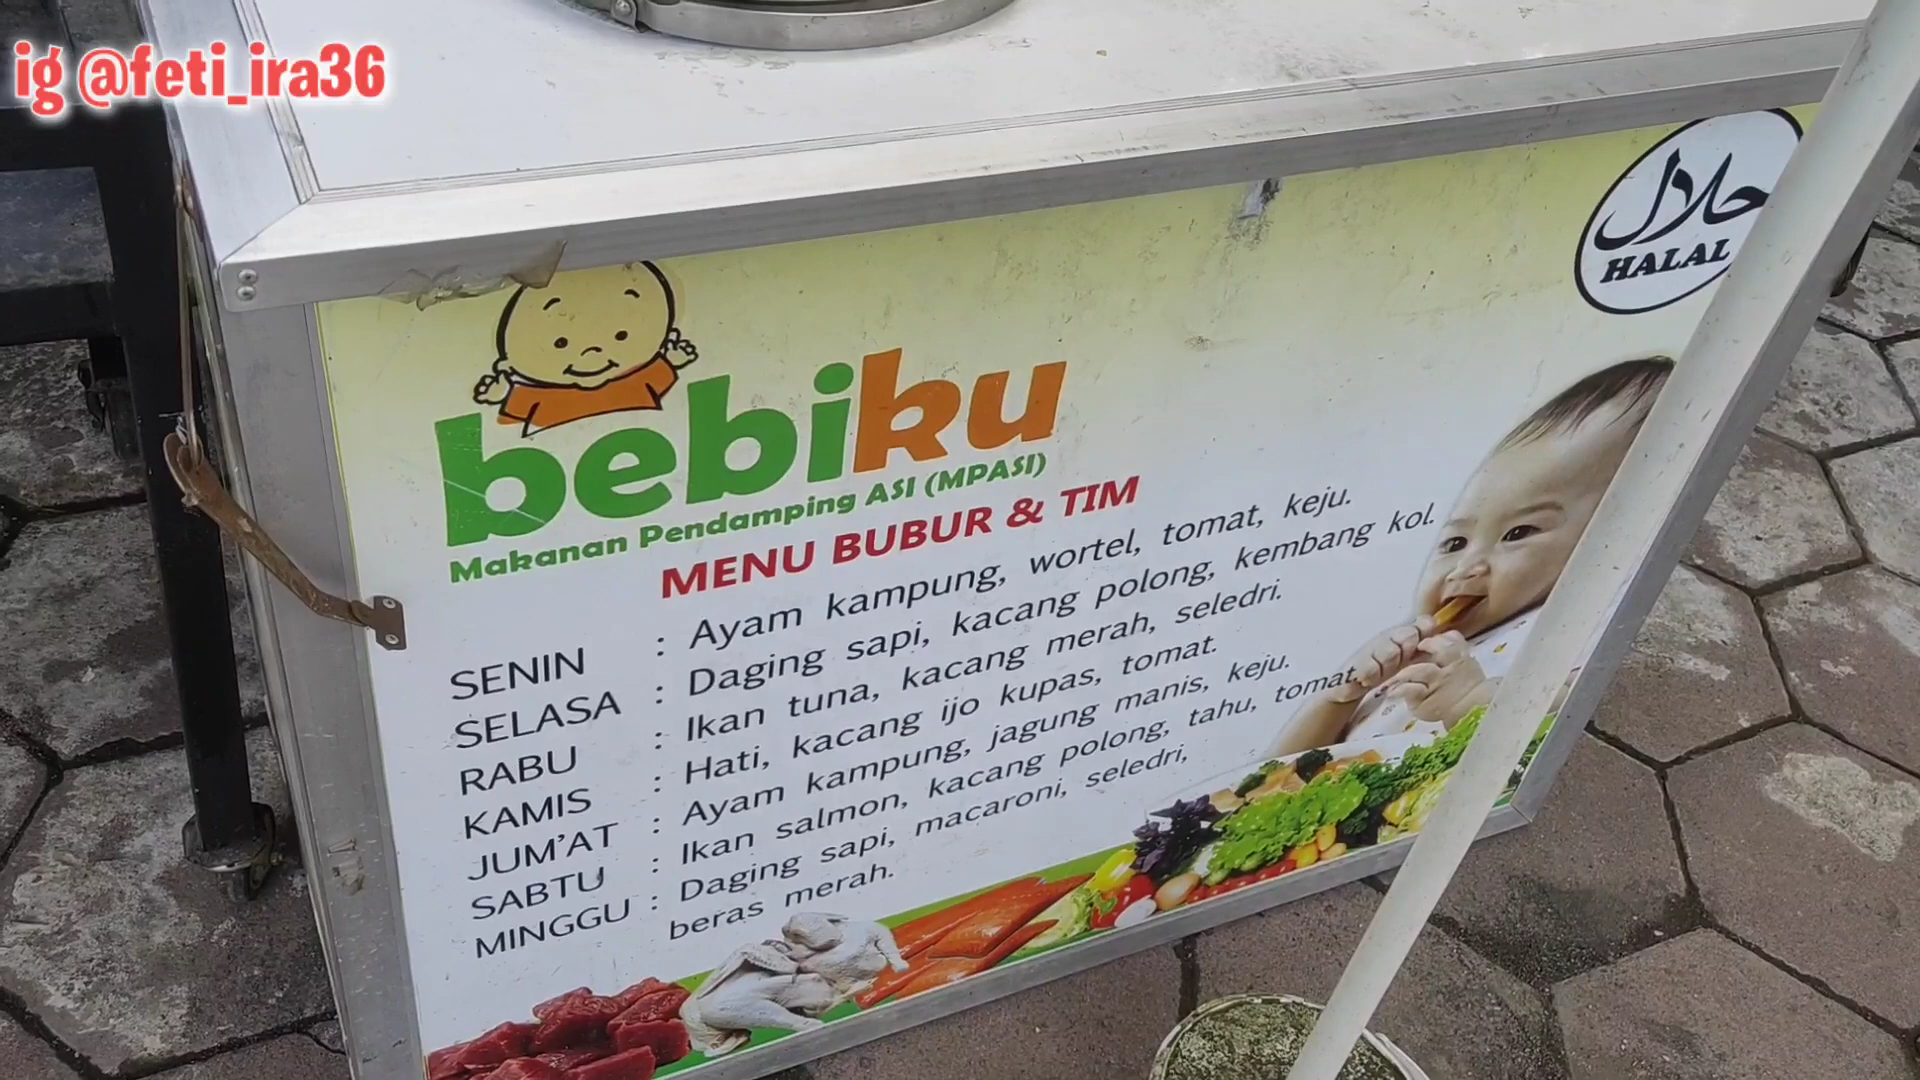 ig @feti_ira36
حلال
HALAL
bebiku
Makanan Pendamping ASI (MPASI)
MENU BUBUR & TIM
SENIN : Ayam kampung, wortel, tomat, keju.
SELASA : Daging sapi, kacang polong, kembang kol.
RABU : Ikan tuna, kacang merah, seledri.
KAMIS : Hati, kacang ijo kupas, tomat.
JUM'AT : Ayam kampung, jagung manis, keju.
SABTU : Ikan salmon, kacang polong, tahu, tomat.
MINGGU : Daging sapi, macaroni, seledri,
beras merah.